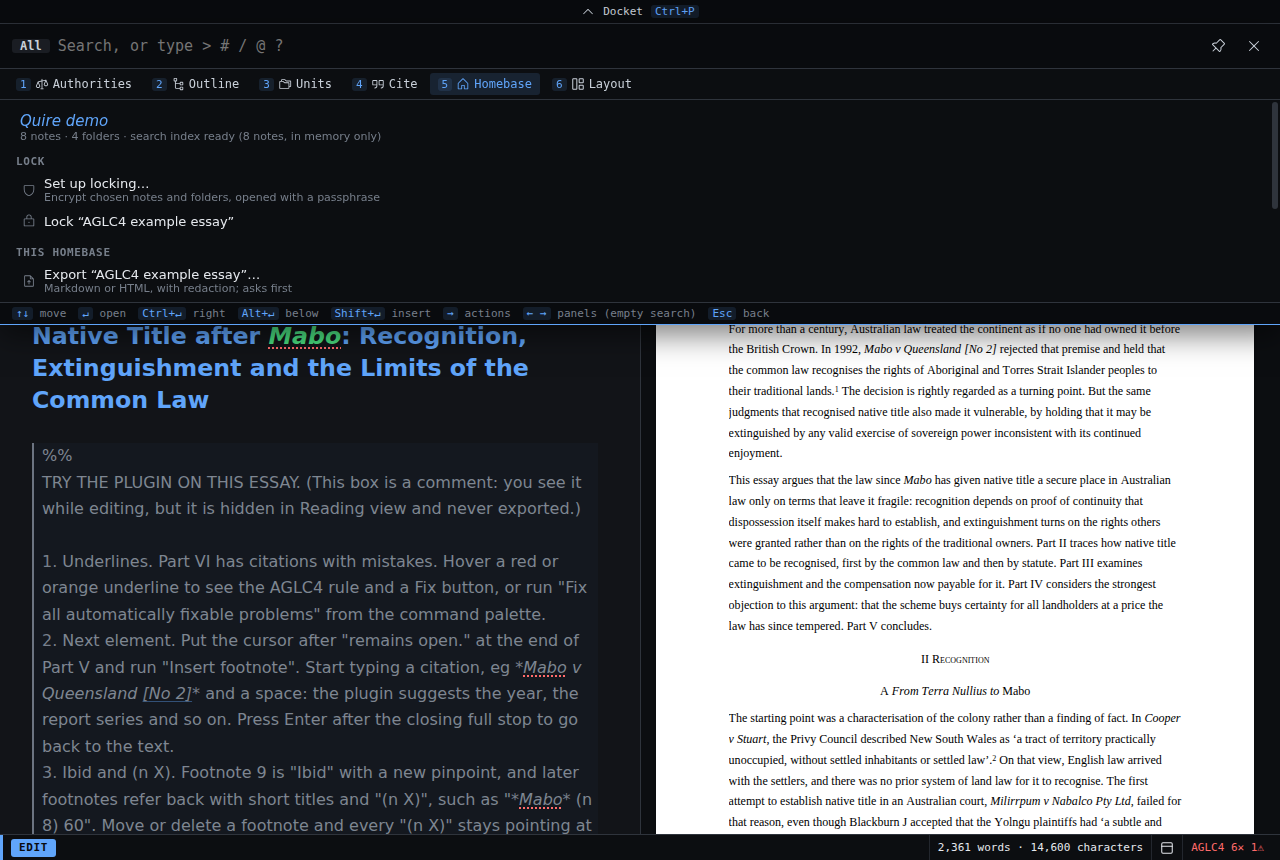 Docket Ctrl+P
All Search, or type > # / @ ?
1 Authorities 2 Outline 3 Units 4 Cite 5 Homebase 6 Layout
Quire demo
8 notes · 4 folders · search index ready (8 notes, in memory only)
LOCK
Set up locking…
Encrypt chosen notes and folders, opened with a passphrase
Lock “AGLC4 example essay”
THIS HOMEBASE
Export “AGLC4 example essay”…
Markdown or HTML, with redaction; asks first
↑↓ move ↵ open Ctrl+↵ right Alt+↵ below Shift+↵ insert → actions ← → panels (empty search) Esc back
Native Title after Mabo: Recognition,
Extinguishment and the Limits of the
Common Law
%%
TRY THE PLUGIN ON THIS ESSAY. (This box is a comment: you see it
while editing, but it is hidden in Reading view and never exported.)
1. Underlines. Part VI has citations with mistakes. Hover a red or
orange underline to see the AGLC4 rule and a Fix button, or run "Fix
all automatically fixable problems" from the command palette.
2. Next element. Put the cursor after "remains open." at the end of
Part V and run "Insert footnote". Start typing a citation, eg *Mabo v
Queensland [No 2]* and a space: the plugin suggests the year, the
report series and so on. Press Enter after the closing full stop to go
back to the text.
3. Ibid and (n X). Footnote 9 is "Ibid" with a new pinpoint, and later
footnotes refer back with short titles and "(n X)", such as "*Mabo* (n
8) 60". Move or delete a footnote and every "(n X)" stays pointing at
For more than a century, Australian law treated the continent as if no one had owned it before
the British Crown. In 1992, Mabo v Queensland [No 2] rejected that premise and held that
the common law recognises the rights of Aboriginal and Torres Strait Islander peoples to
their traditional lands.1 The decision is rightly regarded as a turning point. But the same
judgments that recognised native title also made it vulnerable, by holding that it may be
extinguished by any valid exercise of sovereign power inconsistent with its continued
enjoyment.
This essay argues that the law since Mabo has given native title a secure place in Australian
law only on terms that leave it fragile: recognition depends on proof of continuity that
dispossession itself makes hard to establish, and extinguishment turns on the rights others
were granted rather than on the rights of the traditional owners. Part II traces how native title
came to be recognised, first by the common law and then by statute. Part III examines
extinguishment and the compensation now payable for it. Part IV considers the strongest
objection to this argument: that the scheme buys certainty for all landholders at a price the
law has since tempered. Part V concludes.
II Recognition
A From Terra Nullius to Mabo
The starting point was a characterisation of the colony rather than a finding of fact. In Cooper
v Stuart, the Privy Council described New South Wales as ‘a tract of territory practically
unoccupied, without settled inhabitants or settled law’.2 On that view, English law arrived
with the settlers, and there was no prior system of land law for it to recognise. The first
attempt to establish native title in an Australian court, Milirrpum v Nabalco Pty Ltd, failed for
that reason, even though Blackburn J accepted that the Yolngu plaintiffs had ‘a subtle and
EDIT
2,361 words · 14,600 characters
AGLC4 6× 1⚠